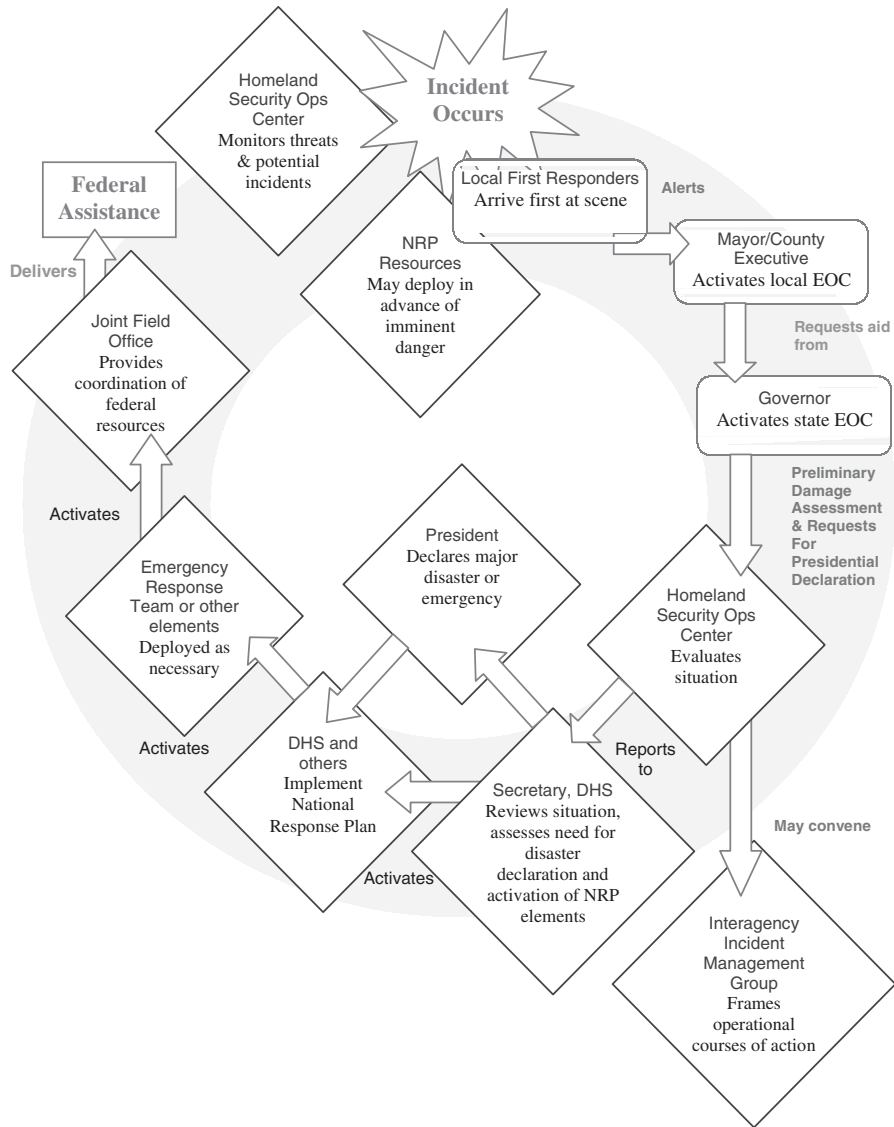 Incident
Occurs
Homeland
Security Ops
Center
Monitors threats
& potential
incidents
Local First Responders
Arrive first at scene
Alerts
Federal
Assistance
NRP
Resources
May deploy in
advance of
imminent
danger
Mayor/County
Executive
Activates local EOC
Delivers
Requests aid
from
Joint Field
Office
Provides
coordination of
federal
resources
Governor
Activates state EOC
Preliminary
Damage
Assessment
& Requests
For
Presidential
Declaration
Activates
President
Declares major
disaster or
emergency
Emergency
Response
Team or other
elements
Deployed as
necessary
Homeland
Security Ops
Center
Evaluates
situation
Activates
Reports
to
DHS and
others
Implement
National
Response Plan
Secretary, DHS
Reviews situation,
assesses need for
disaster
declaration and
activation of NRP
elements
Activates
May convene
Interagency
Incident
Management
Group
Frames
operational
courses of action